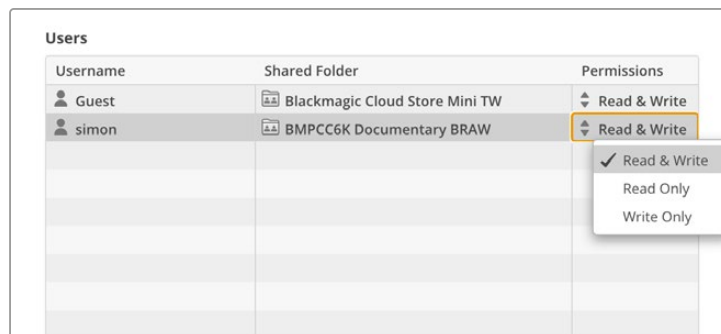 Users
Username Shared Folder Permissions
Guest Blackmagic Cloud Store Mini TW Read & Write
simon BMPCC6K Documentary BRAW Read & Write
Read & Write
Read Only
Write Only